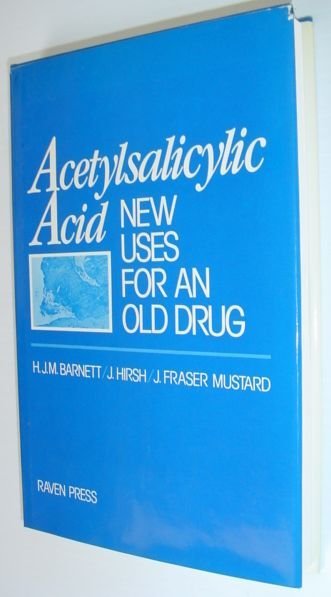 Acetylsalicylic
Acid NEW
USES
FOR AN
OLD DRUG
H.J.M. BARNETT/J. HIRSH/J. FRASER MUSTARD
RAVEN PRESS